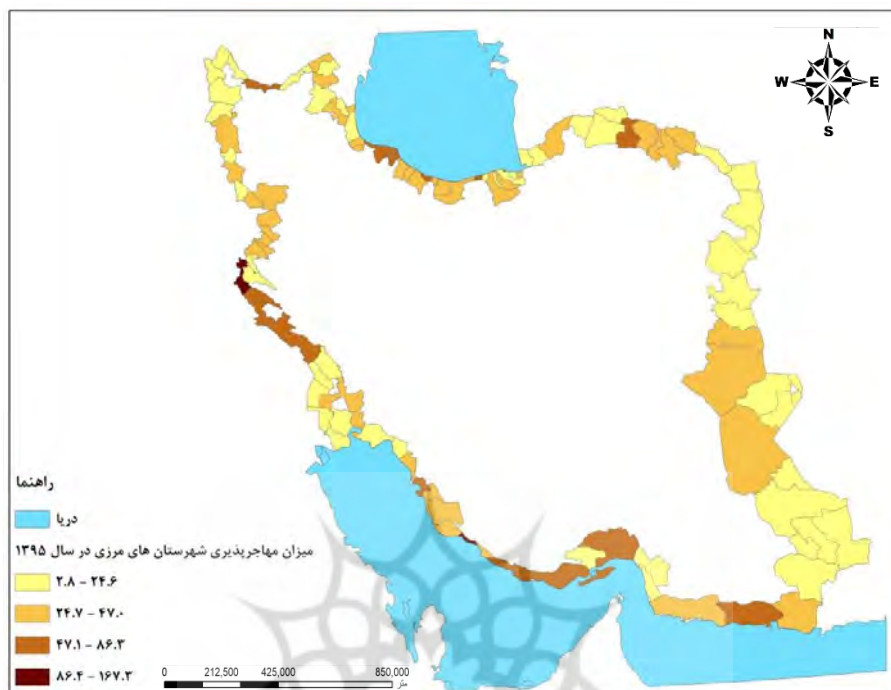 N
W E
S
راهنما
دریا
میزان مهاجرپذیری شهرستان های مرزی در سال ۱۳۹۵
۲.۸ - ۲۴.۶
۲۴.۷ - ۴۷.۰
۴۷.۱ - ۸۶.۳
۸۶.۴ - ۱۶۷.۳
0 212,500 425,000 850,000
متر